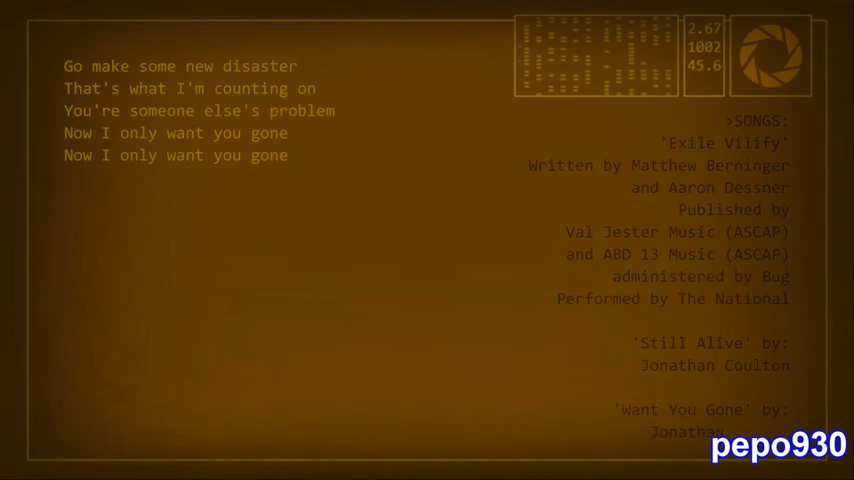 Go make some new disaster
That's what I'm counting on
You're someone else's problem
Now I only want you gone
Now I only want you gone
2.67
1002
45.6
>SONGS:
'Exile Vilify'
Written by Matthew Berninger
and Aaron Dessner
Published by
Val Jester Music (ASCAP)
and ABD 13 Music (ASCAP)
administered by Bug
Performed by The National
'Still Alive' by:
Jonathan Coulton
'Want You Gone' by:
Jonathan
pepo930